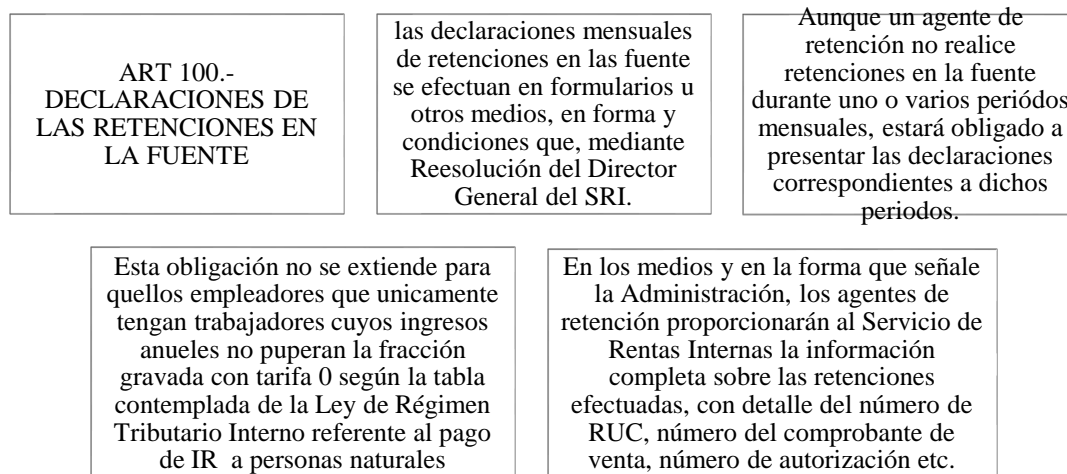 ART 100.-
DECLARACIONES DE
LAS RETENCIONES EN
LA FUENTE
las declaraciones mensuales
de retenciones en las fuente
se efectuan en formularios u
otros medios, en forma y
condiciones que, mediante
Reesolución del Director
General del SRI.
Aunque un agente de
retención no realice
retenciones en la fuente
durante uno o varios periódos
mensuales, estará obligado a
presentar las declaraciones
correspondientes a dichos
periodos.
Esta obligación no se extiende para
quellos empleadores que unicamente
tengan trabajadores cuyos ingresos
anueles no puperan la fracción
gravada con tarifa 0 según la tabla
contemplada de la Ley de Régimen
Tributario Interno referente al pago
de IR a personas naturales
En los medios y en la forma que señale
la Administración, los agentes de
retención proporcionarán al Servicio de
Rentas Internas la información
completa sobre las retenciones
efectuadas, con detalle del número de
RUC, número del comprobante de
venta, número de autorización etc.